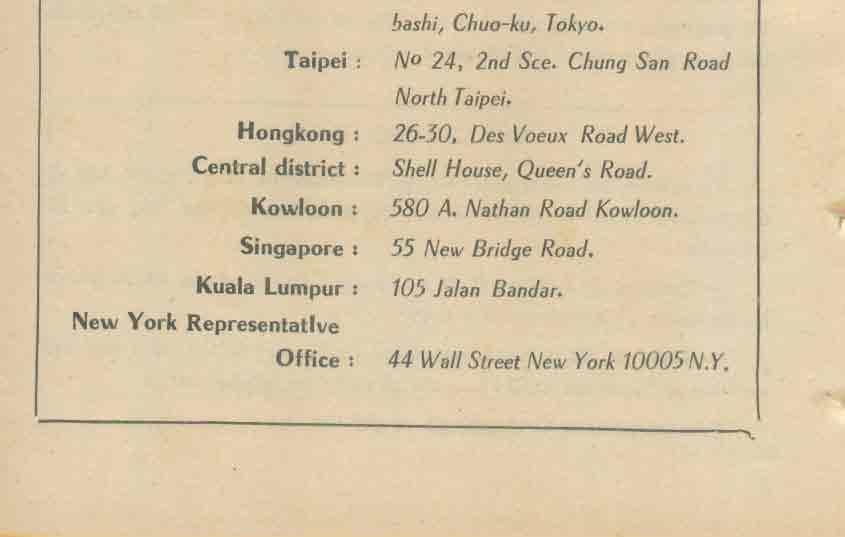 bashi, Chuo-ku, Tokyo.
Taipei : No 24, 2nd Sce. Chung San Road
North Taipei.
Hongkong : 26-30, Des Voeux Road West.
Central district : Shell House, Queen's Road.
Kowloon : 580 A. Nathan Road Kowloon.
Singapore : 55 New Bridge Road.
Kuala Lumpur : 105 Jalan Bandar.
New York RepresentatIve
Office : 44 Wall Street New York 10005 N.Y.